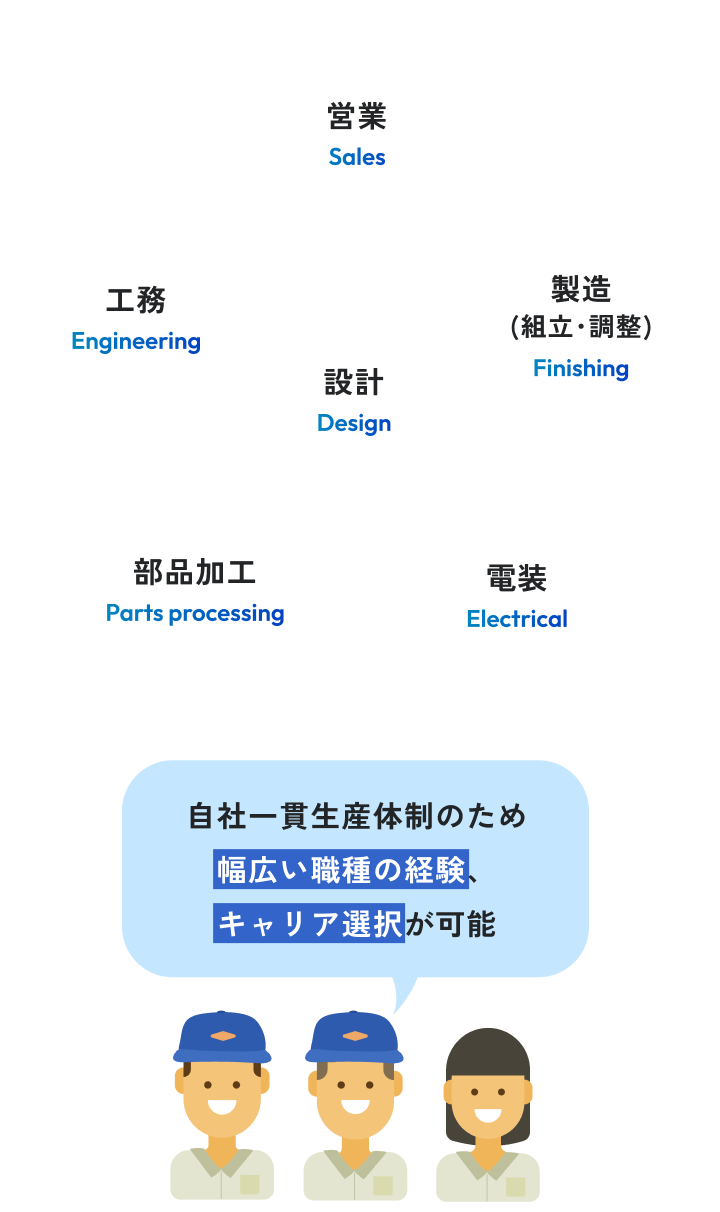 営業
Sales
工務
Engineering
製造
(組立・調整)
Finishing
設計
Design
部品加工
Parts processing
電装
Electrical
自社一貫生産体制のため
幅広い職種の経験、
キャリア選択が可能